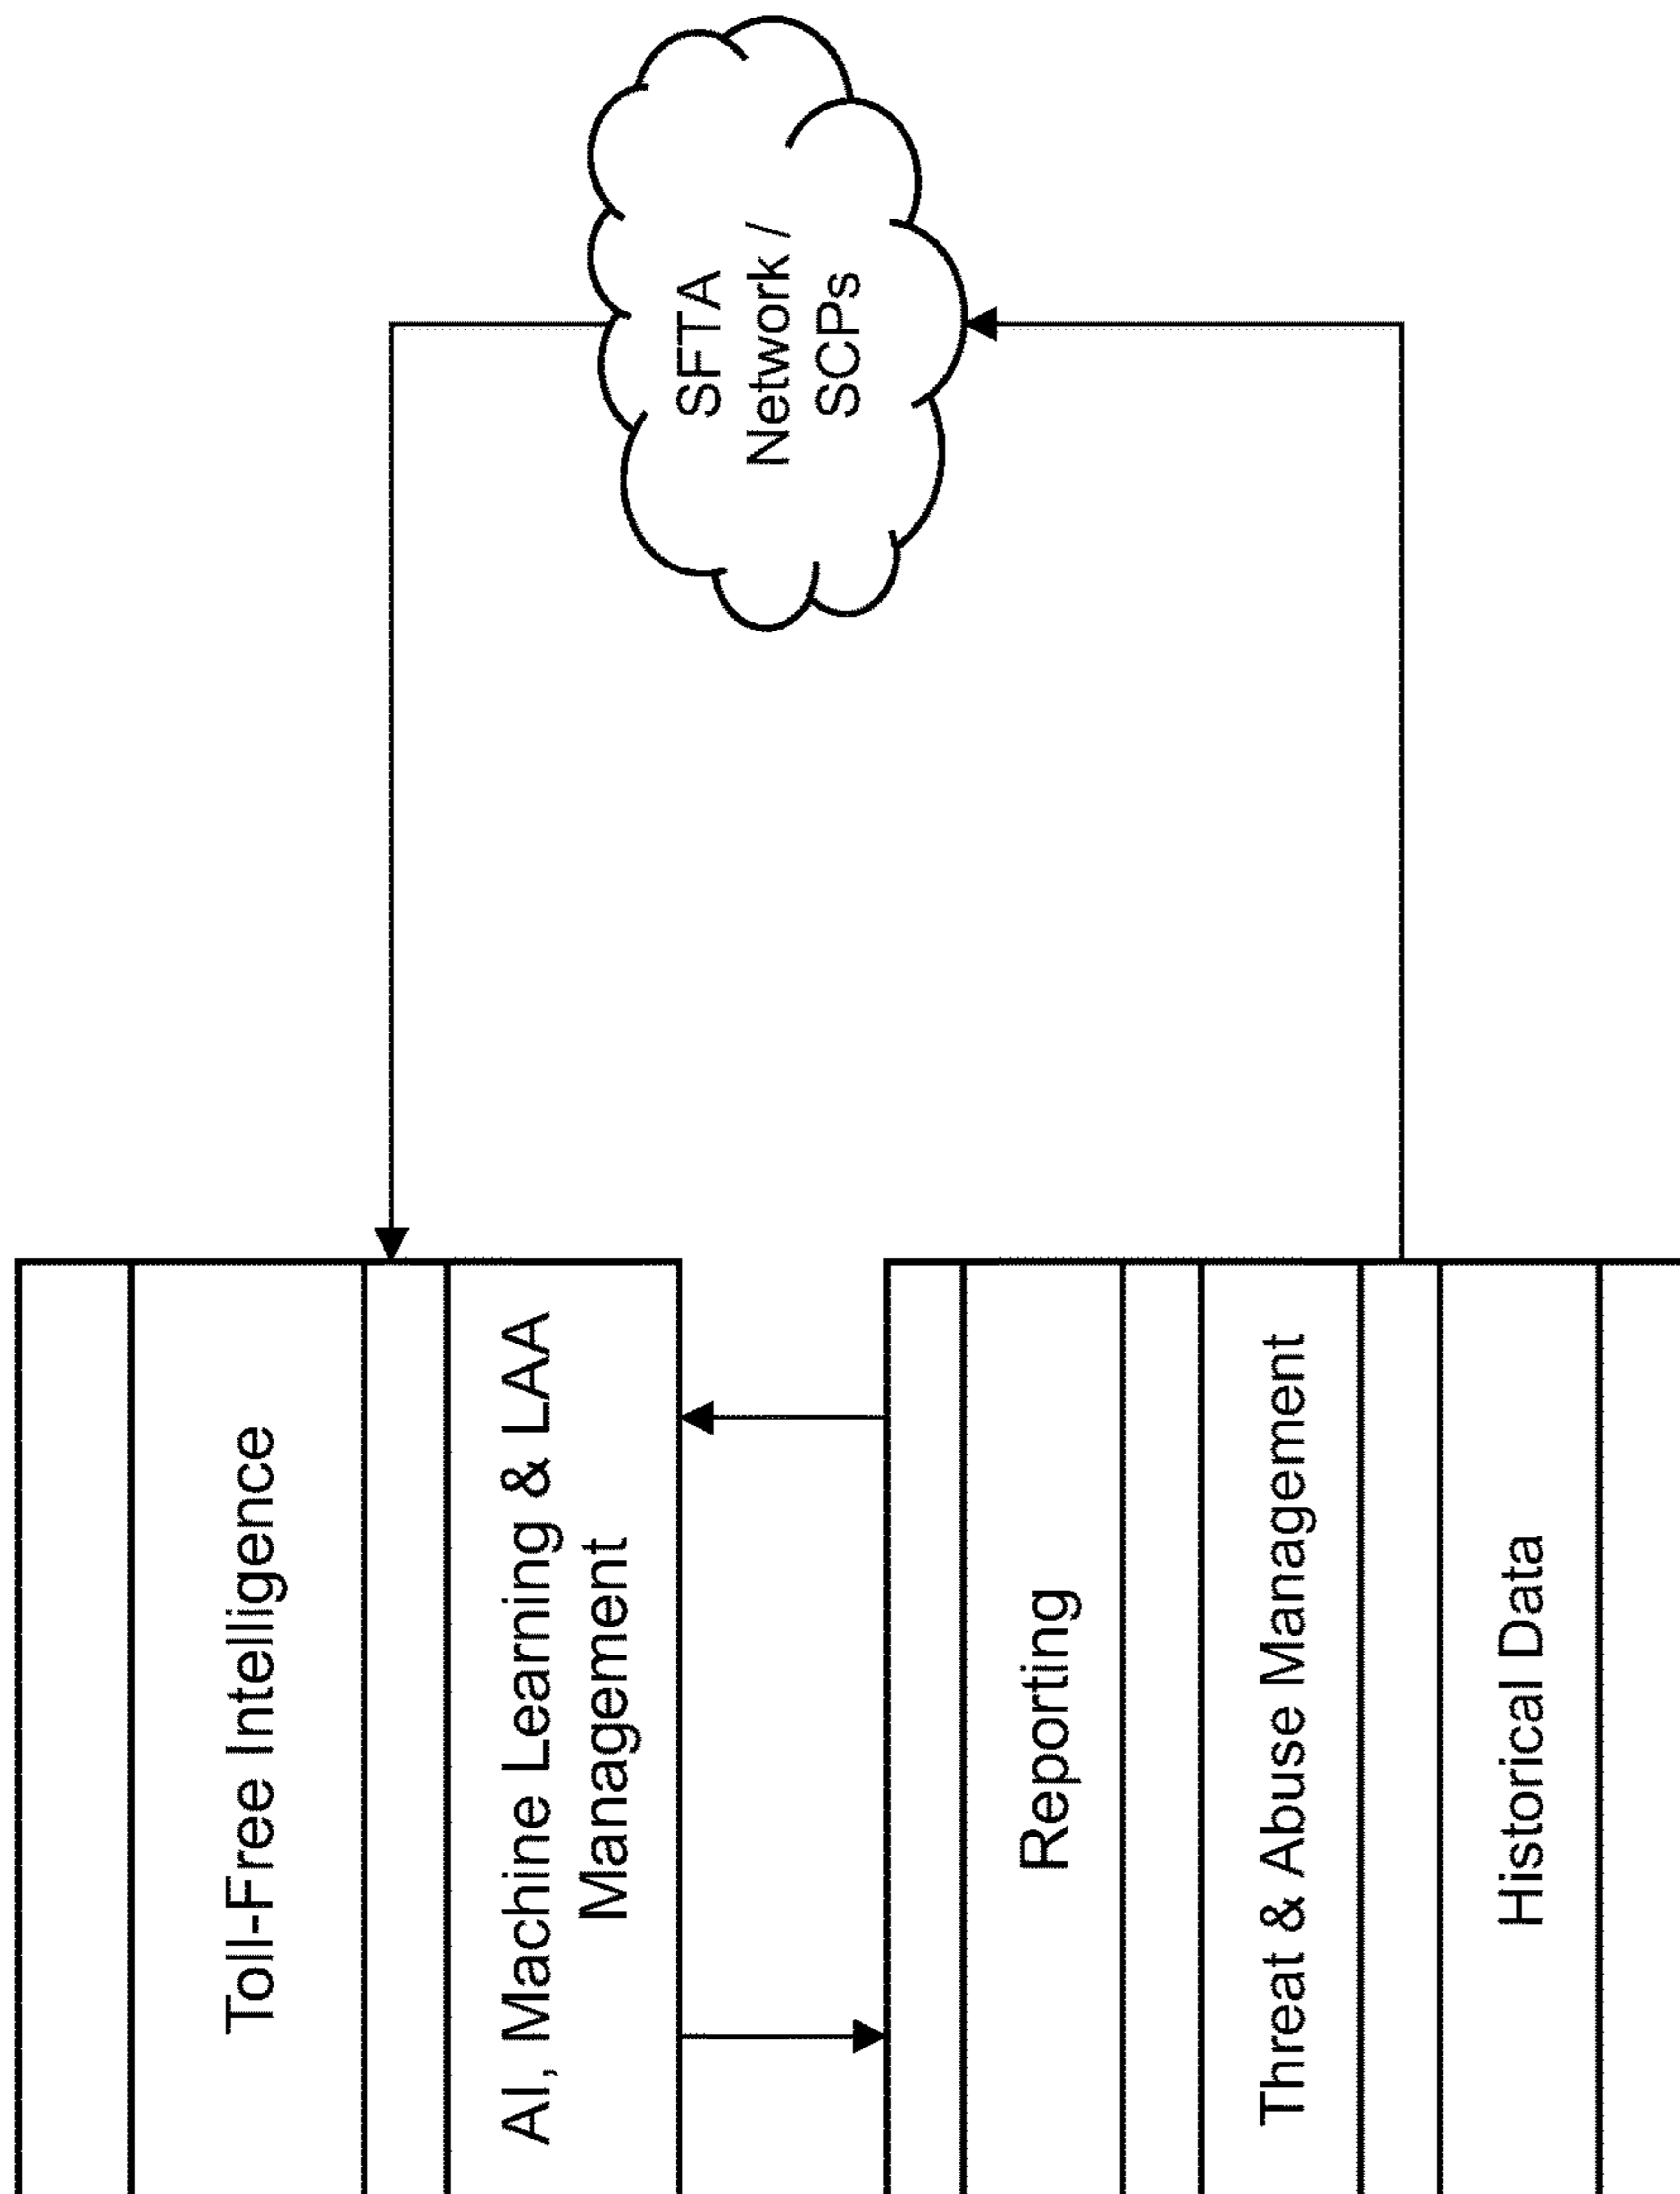 Toll-Free Intelligence
AI, Machine Learning & LAA
Management
SFTA
Network /
SCPs
Reporting
Threat & Abuse Management
Historical Data